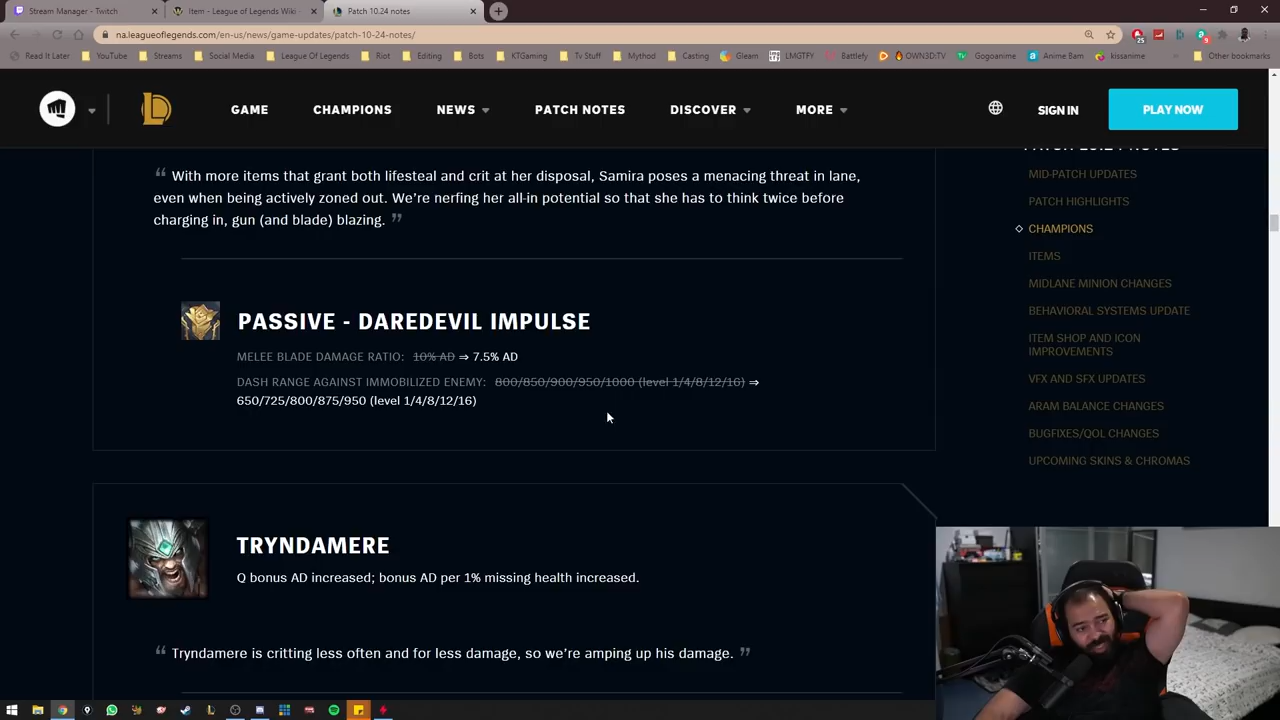 Stream Manager - Twitch
Item - League of Legends Wiki -
Patch 10.24 notes
na.leagueoflegends.com/en-us/news/game-updates/patch-10-24-notes/
Read It Later YouTube Streams Social Media League Of Legends Riot Editing Bots KTGaming Tv Stuff Mythod Casting Gleam LMGTFY Battlefy OWN3D:TV Gogoanime Anime.Bam kissanime Other bookmarks
GAME CHAMPIONS NEWS PATCH NOTES DISCOVER MORE SIGN IN PLAY NOW
“ With more items that grant both lifesteal and crit at her disposal, Samira poses a menacing threat in lane,
even when being actively zoned out. We’re nerfing her all-in potential so that she has to think twice before
charging in, gun (and blade) blazing. ”
PASSIVE - DAREDEVIL IMPULSE
MELEE BLADE DAMAGE RATIO: 10% AD ⇒ 7.5% AD
DASH RANGE AGAINST IMMOBILIZED ENEMY: 800/850/900/950/1000 (level 1/4/8/12/16) ⇒
650/725/800/875/950 (level 1/4/8/12/16)
TRYNDAMERE
Q bonus AD increased; bonus AD per 1% missing health increased.
“ Tryndamere is critting less often and for less damage, so we’re amping up his damage. ”
MID-PATCH UPDATES
PATCH HIGHLIGHTS
CHAMPIONS
ITEMS
MIDLANE MINION CHANGES
BEHAVIORAL SYSTEMS UPDATE
ITEM SHOP AND ICON
IMPROVEMENTS
VFX AND SFX UPDATES
ARAM BALANCE CHANGES
BUGFIXES/QOL CHANGES
UPCOMING SKINS & CHROMAS